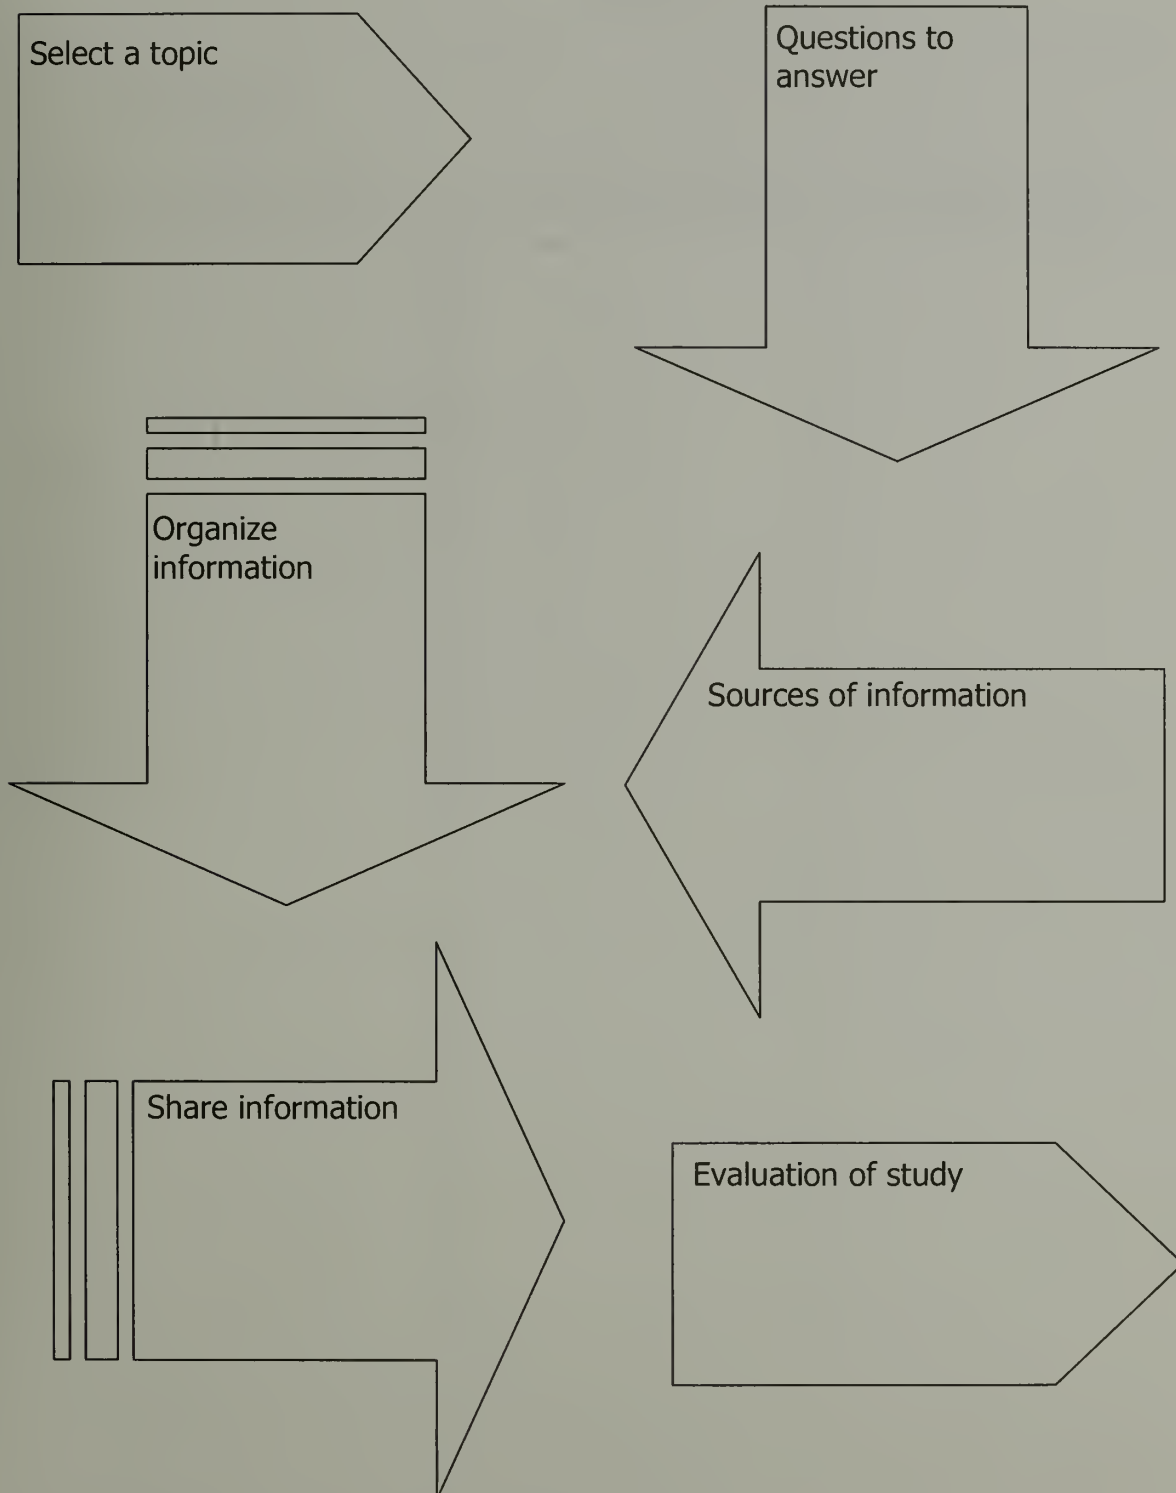 Select a topic
Questions to
answer
Sources of information
Organize
information
Share information
Evaluation of study